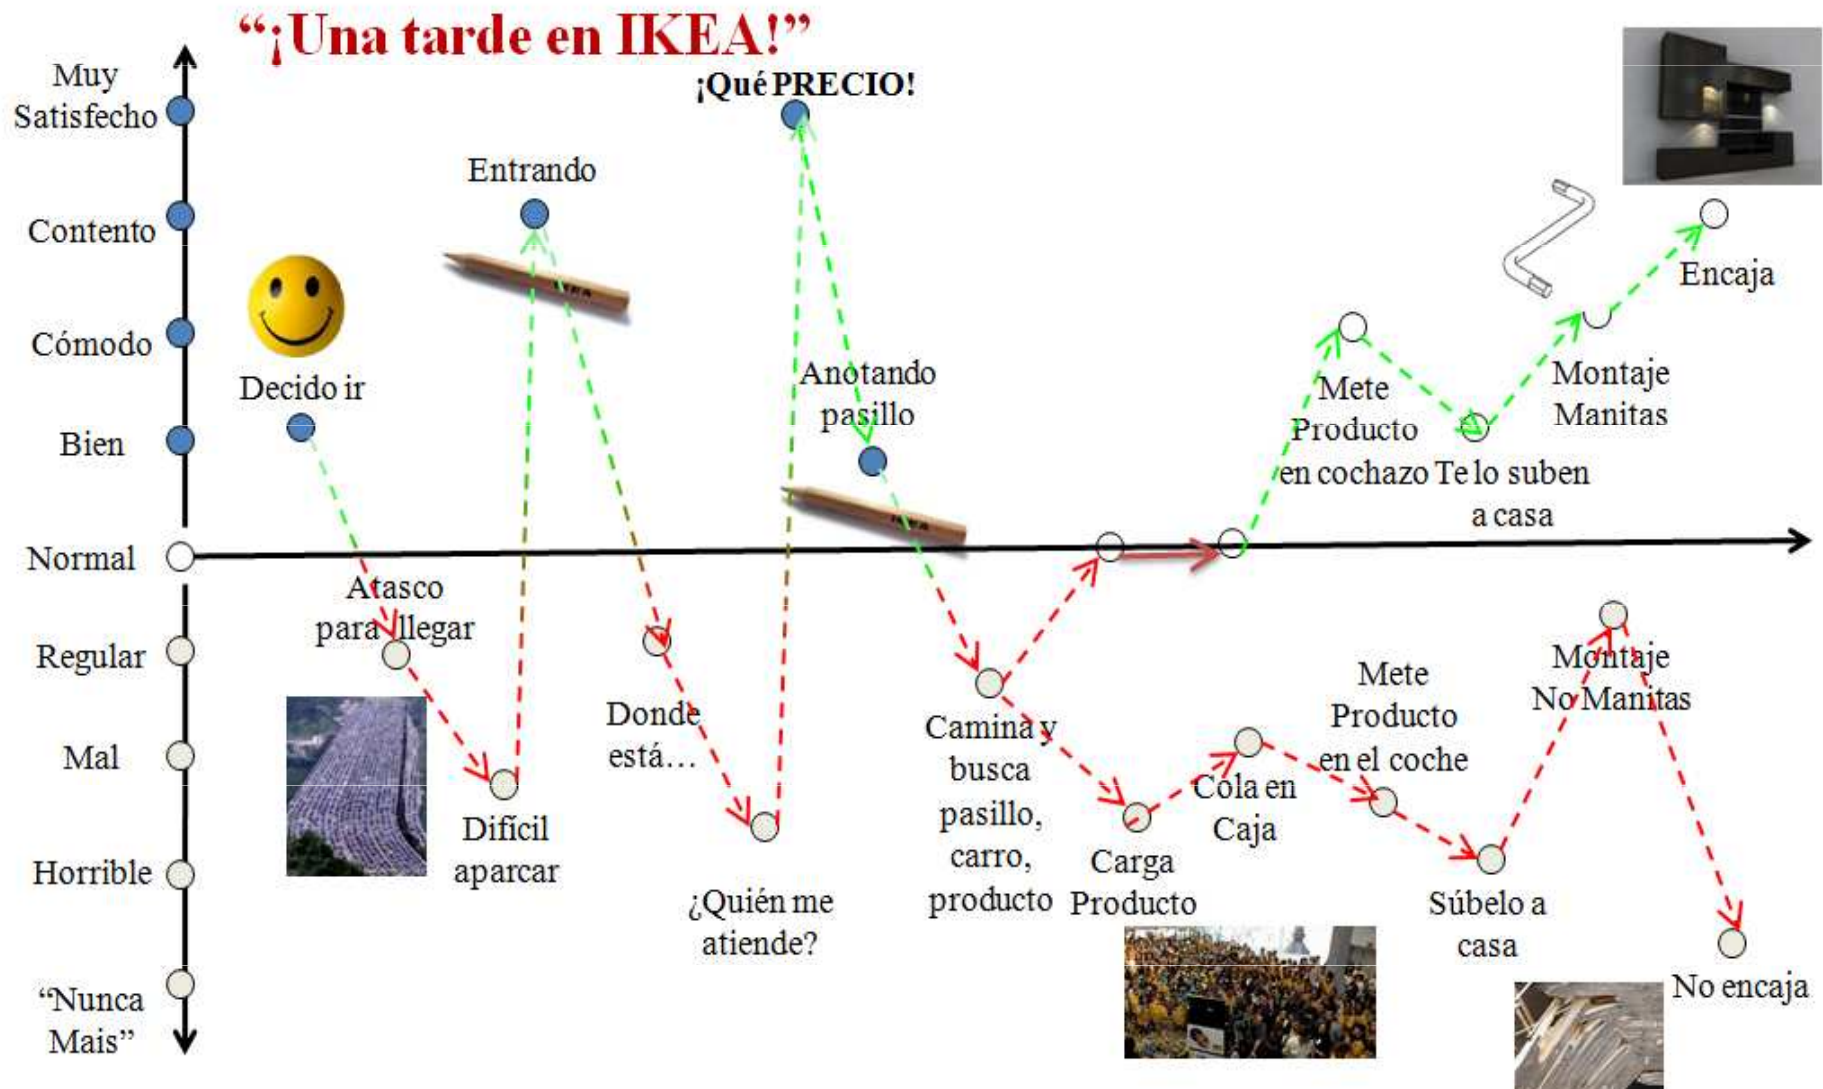 “¡Una tarde en IKEA!”
Muy
Satisfecho
Contento
Cómodo
Bien
Normal
Regular
Mal
Horrible
“Nunca
Mais”
Decido ir
Atasco
para llegar
Difícil
aparcar
Entrando
IKEA
Donde
está…
¿Quién me
atiende?
¡Qué PRECIO!
Anotando
pasillo
IKEA
Camina y
busca
pasillo,
carro,
producto
Carga
Producto
Cola en
Caja
Mete
Producto
en el coche
Súbelo a
casa
Montaje
No Manitas
No encaja
Mete
Producto
en cochazo
Te lo suben
a casa
Montaje
Manitas
Encaja